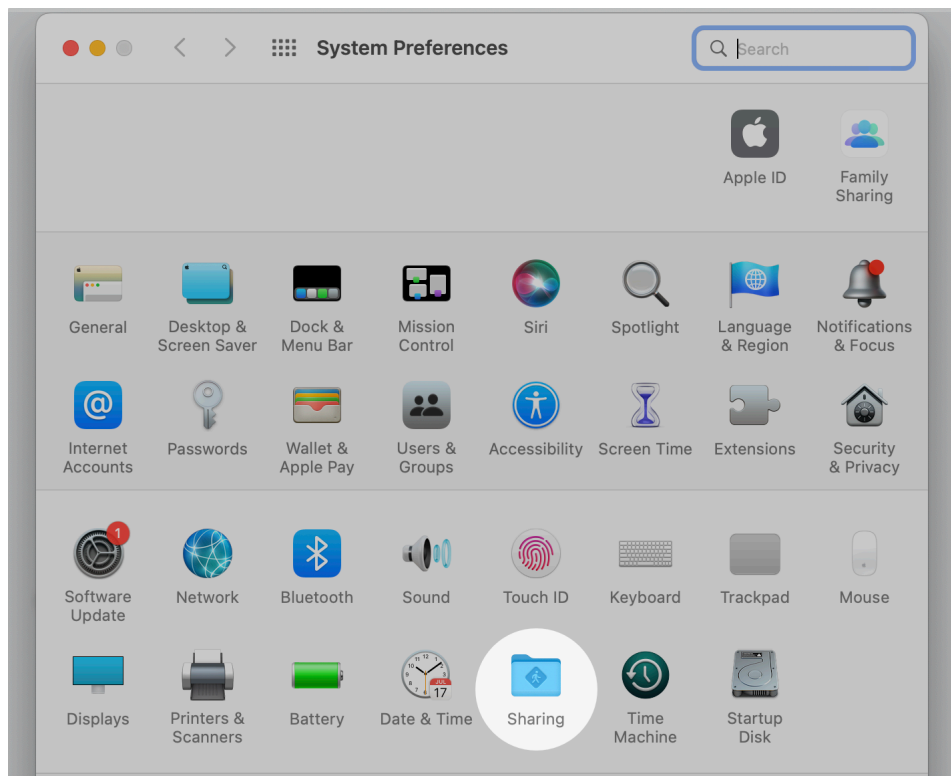 System Preferences
Search
Apple ID
Family
Sharing
General
Desktop &
Screen Saver
Dock &
Menu Bar
Mission
Control
Siri
Spotlight
Language
& Region
Notifications
& Focus
Internet
Accounts
Passwords
Wallet &
Apple Pay
Users &
Groups
Accessibility
Screen Time
Extensions
Security
& Privacy
1
Software
Update
Network
Bluetooth
Sound
Touch ID
Keyboard
Trackpad
Mouse
Displays
Printers &
Scanners
Battery
JUL
17
Date & Time
Sharing
Time
Machine
Startup
Disk